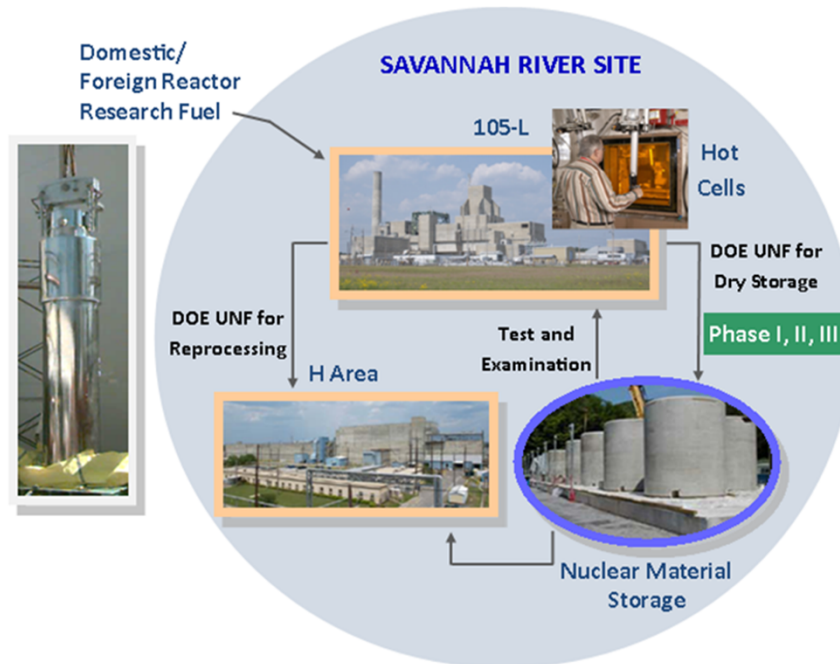 Domestic/
Foreign Reactor
Research Fuel
SAVANNAH RIVER SITE
105-L
Hot
Cells
DOE UNF for
Dry Storage
DOE UNF for
Reprocessing
Test and
Examination
Phase I, II, III
H Area
Nuclear Material
Storage